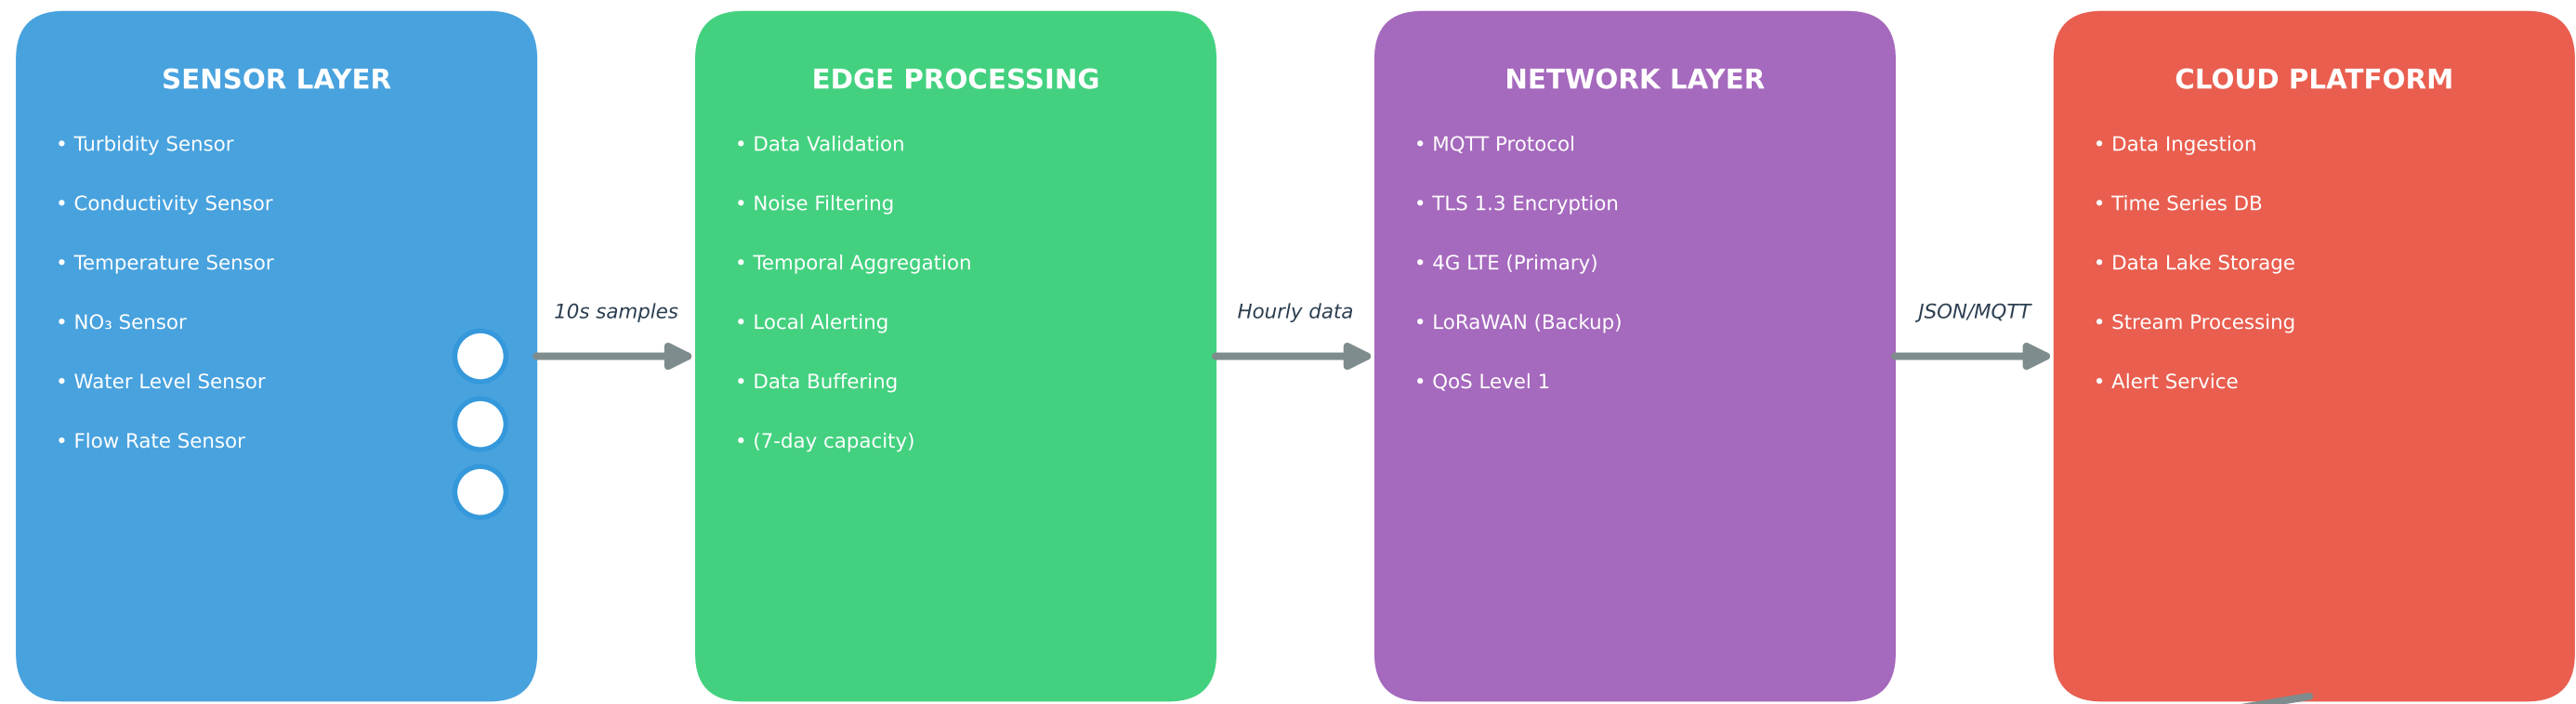 SENSOR LAYER
• Turbidity Sensor
• Conductivity Sensor
• Temperature Sensor
• NO₃ Sensor
• Water Level Sensor
• Flow Rate Sensor
10s samples
EDGE PROCESSING
• Data Validation
• Noise Filtering
• Temporal Aggregation
• Local Alerting
• Data Buffering
• (7-day capacity)
Hourly data
NETWORK LAYER
• MQTT Protocol
• TLS 1.3 Encryption
• 4G LTE (Primary)
• LoRaWAN (Backup)
• QoS Level 1
JSON/MQTT
CLOUD PLATFORM
• Data Ingestion
• Time Series DB
• Data Lake Storage
• Stream Processing
• Alert Service